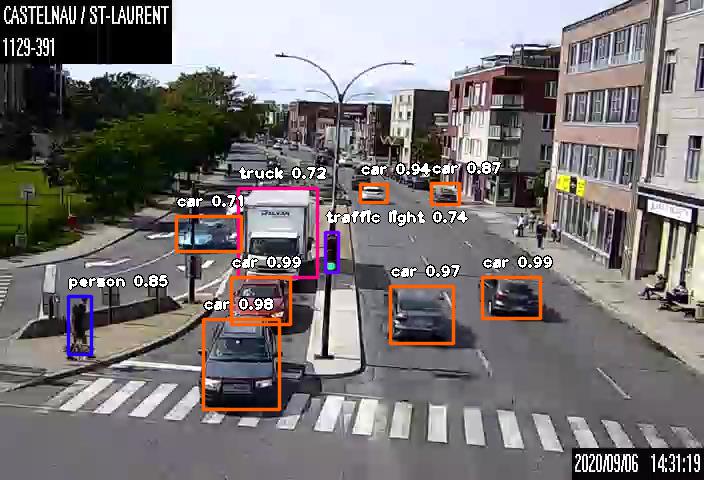 CASTELNAU / ST-LAURENT
1129-391
truck 0.72
car 0.94
car 0.87
car 0.71
traffic light 0.74
car 0.99
car 0.97
car 0.99
person 0.85
car 0.98
2020/09/06 14:31:19